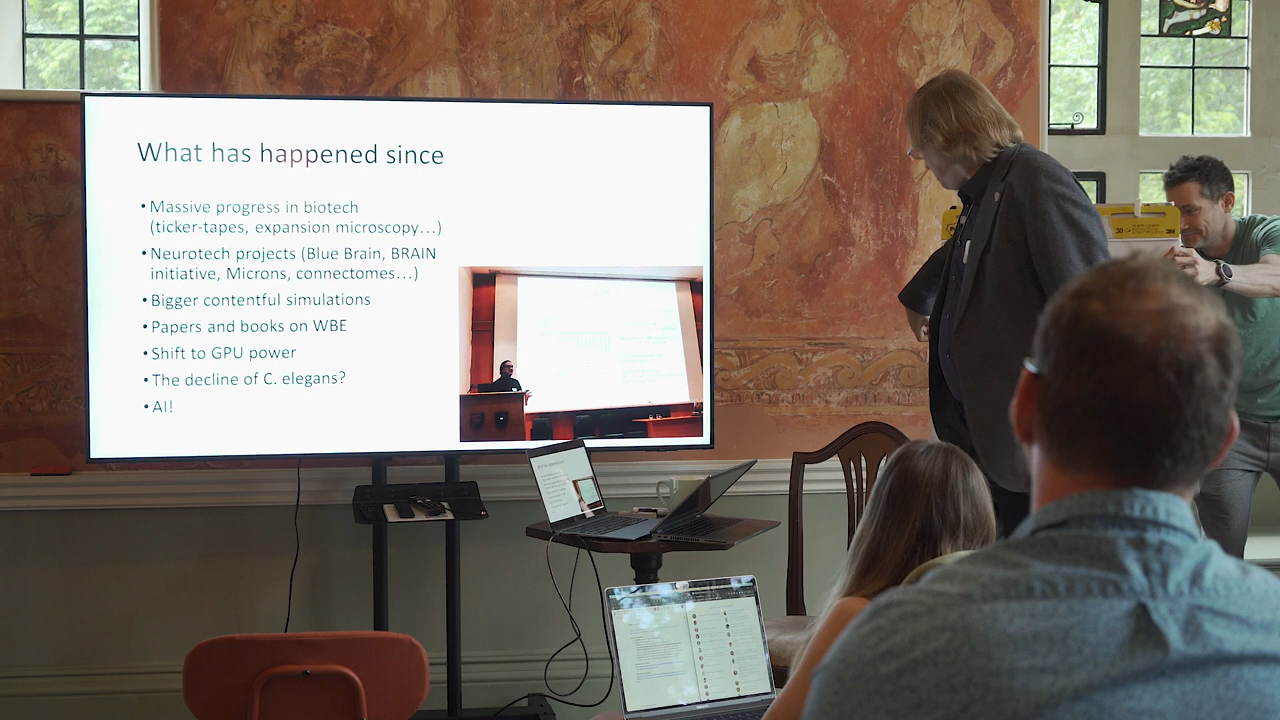 What has happened since
• Massive progress in biotech
(ticker-tapes, expansion microscopy...)
• Neurotech projects (Blue Brain, BRAIN
initiative, Microns, connectomes...)
• Bigger contentful simulations
• Papers and books on WBE
• Shift to GPU power
• The decline of C. elegans?
• AI!